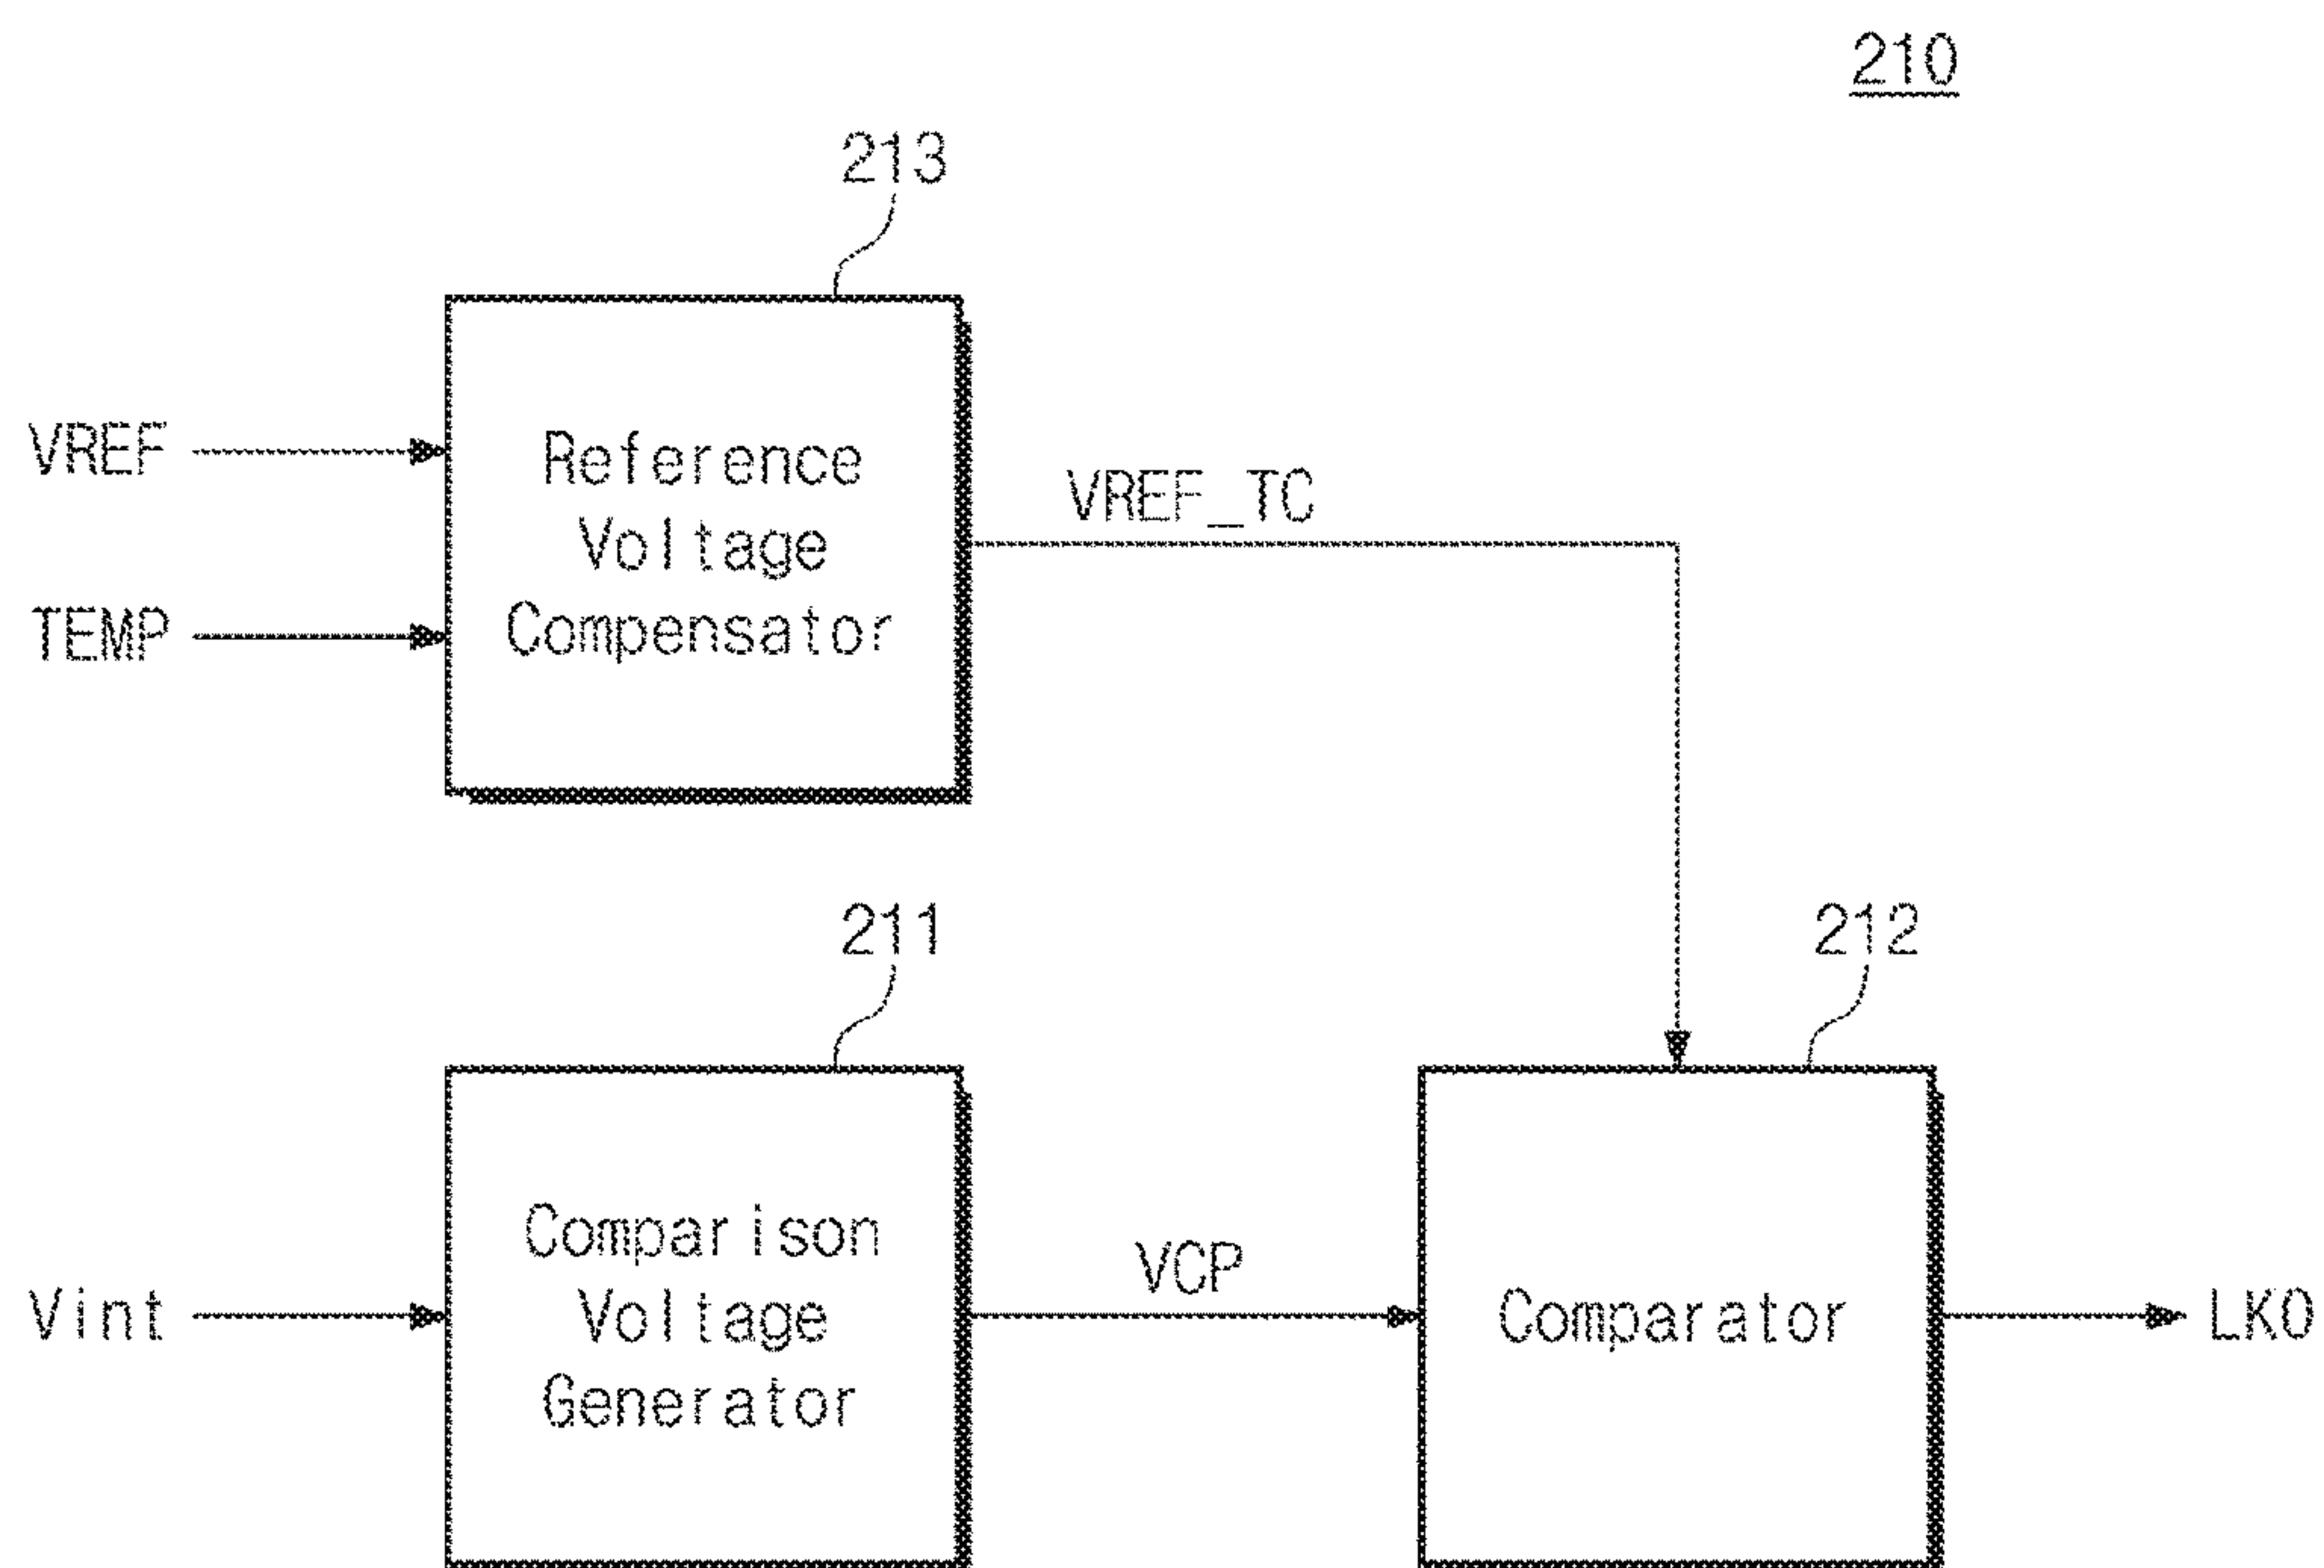 210
213
VREF
Reference
Voltage
Compensator
VREF_TC
TEMP
211
212
Vint
Comparison
Voltage
Generator
VCP
Comparator
LKO